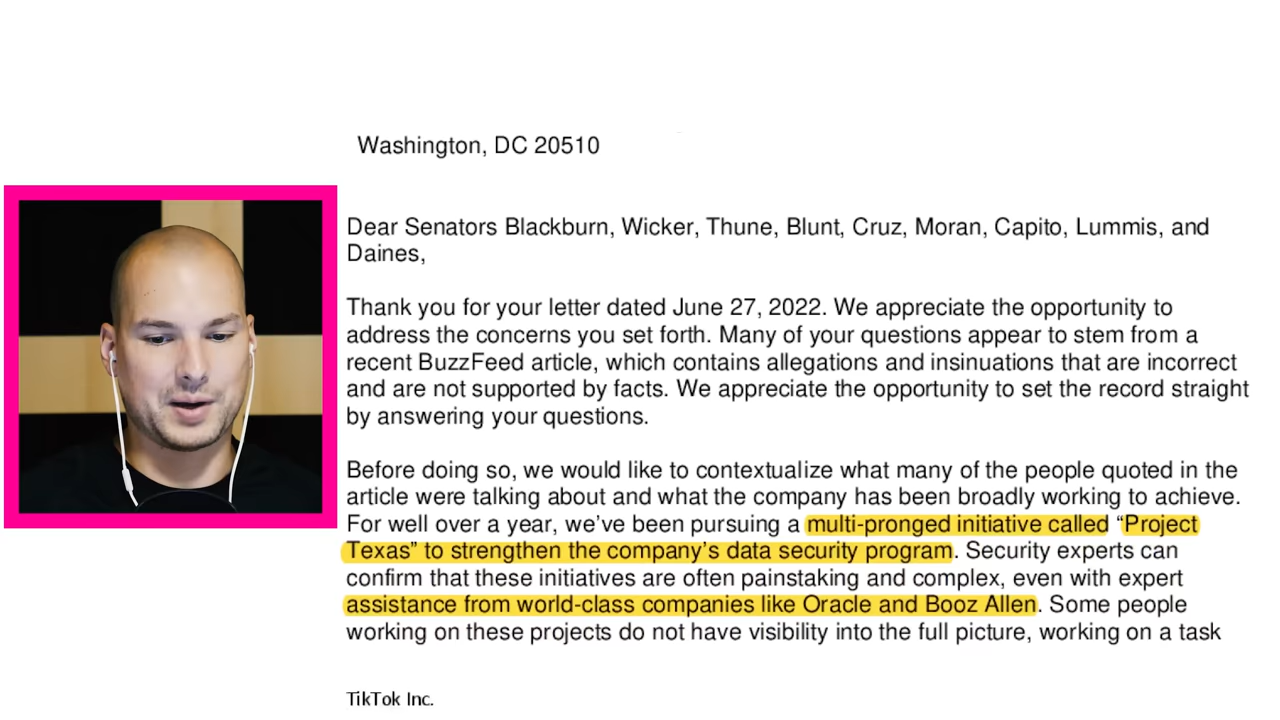 Washington, DC 20510
Dear Senators Blackburn, Wicker, Thune, Blunt, Cruz, Moran, Capito, Lummis, and
Daines,
Thank you for your letter dated June 27, 2022. We appreciate the opportunity to
address the concerns you set forth. Many of your questions appear to stem from a
recent BuzzFeed article, which contains allegations and insinuations that are incorrect
and are not supported by facts. We appreciate the opportunity to set the record straight
by answering your questions.
Before doing so, we would like to contextualize what many of the people quoted in the
article were talking about and what the company has been broadly working to achieve.
For well over a year, we’ve been pursuing a multi-pronged initiative called “Project
Texas” to strengthen the company’s data security program. Security experts can
confirm that these initiatives are often painstaking and complex, even with expert
assistance from world-class companies like Oracle and Booz Allen. Some people
working on these projects do not have visibility into the full picture, working on a task
TikTok Inc.